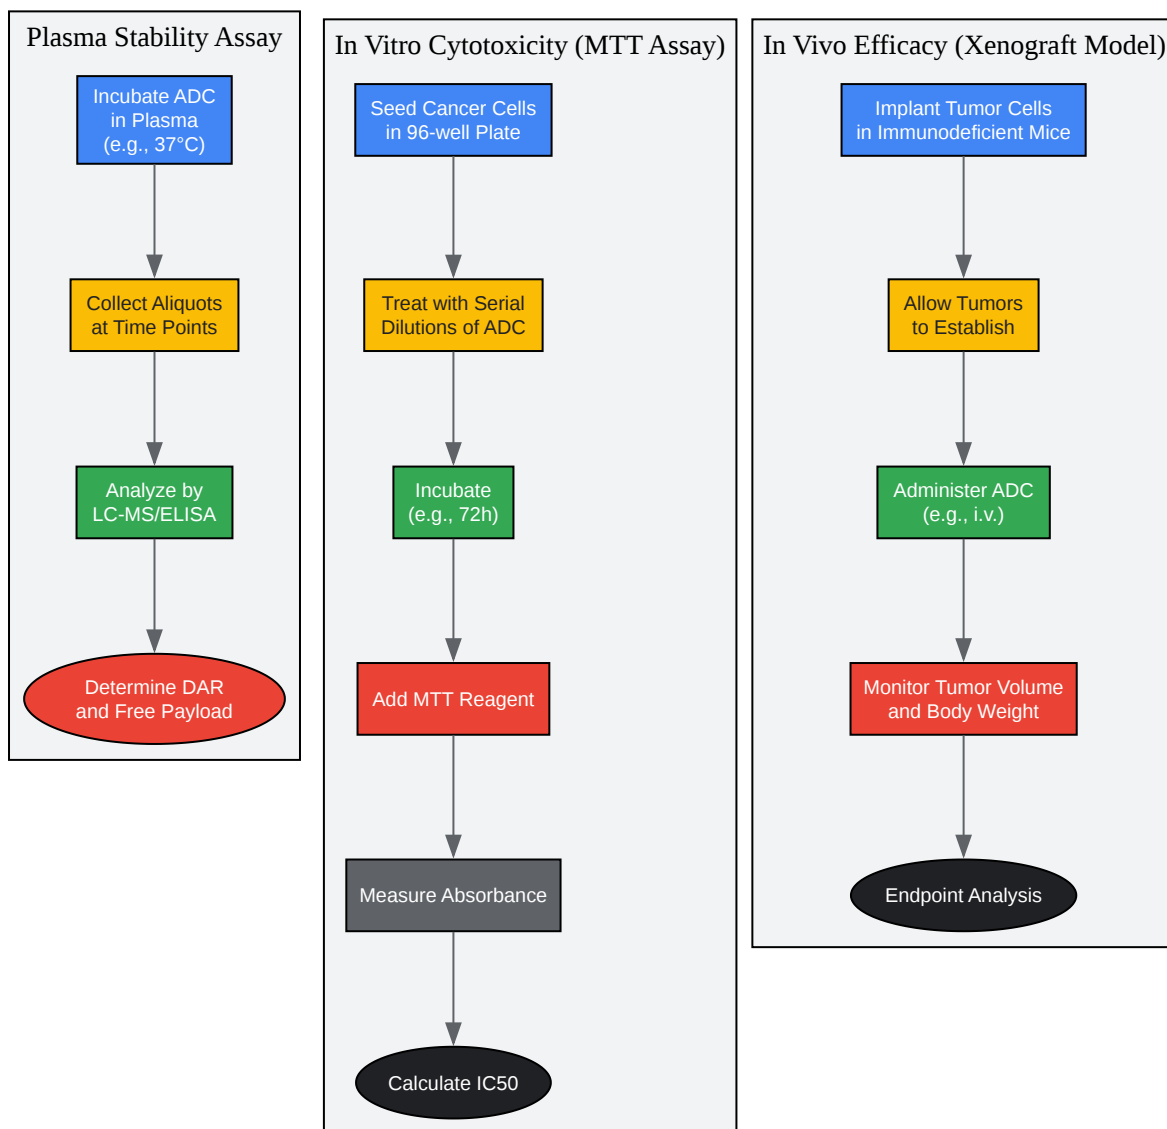 Plasma Stability Assay
Incubate ADC
in Plasma
(e.g., 37°C)
Collect Aliquots
at Time Points
Analyze by
LC-MS/ELISA
Determine DAR
and Free Payload
In Vitro Cytotoxicity (MTT Assay)
Seed Cancer Cells
in 96-well Plate
Treat with Serial
Dilutions of ADC
Incubate
(e.g., 72h)
Add MTT Reagent
Measure Absorbance
Calculate IC50
In Vivo Efficacy (Xenograft Model)
Implant Tumor Cells
in Immunodeficient Mice
Allow Tumors
to Establish
Administer ADC
(e.g., i.v.)
Monitor Tumor Volume
and Body Weight
Endpoint Analysis